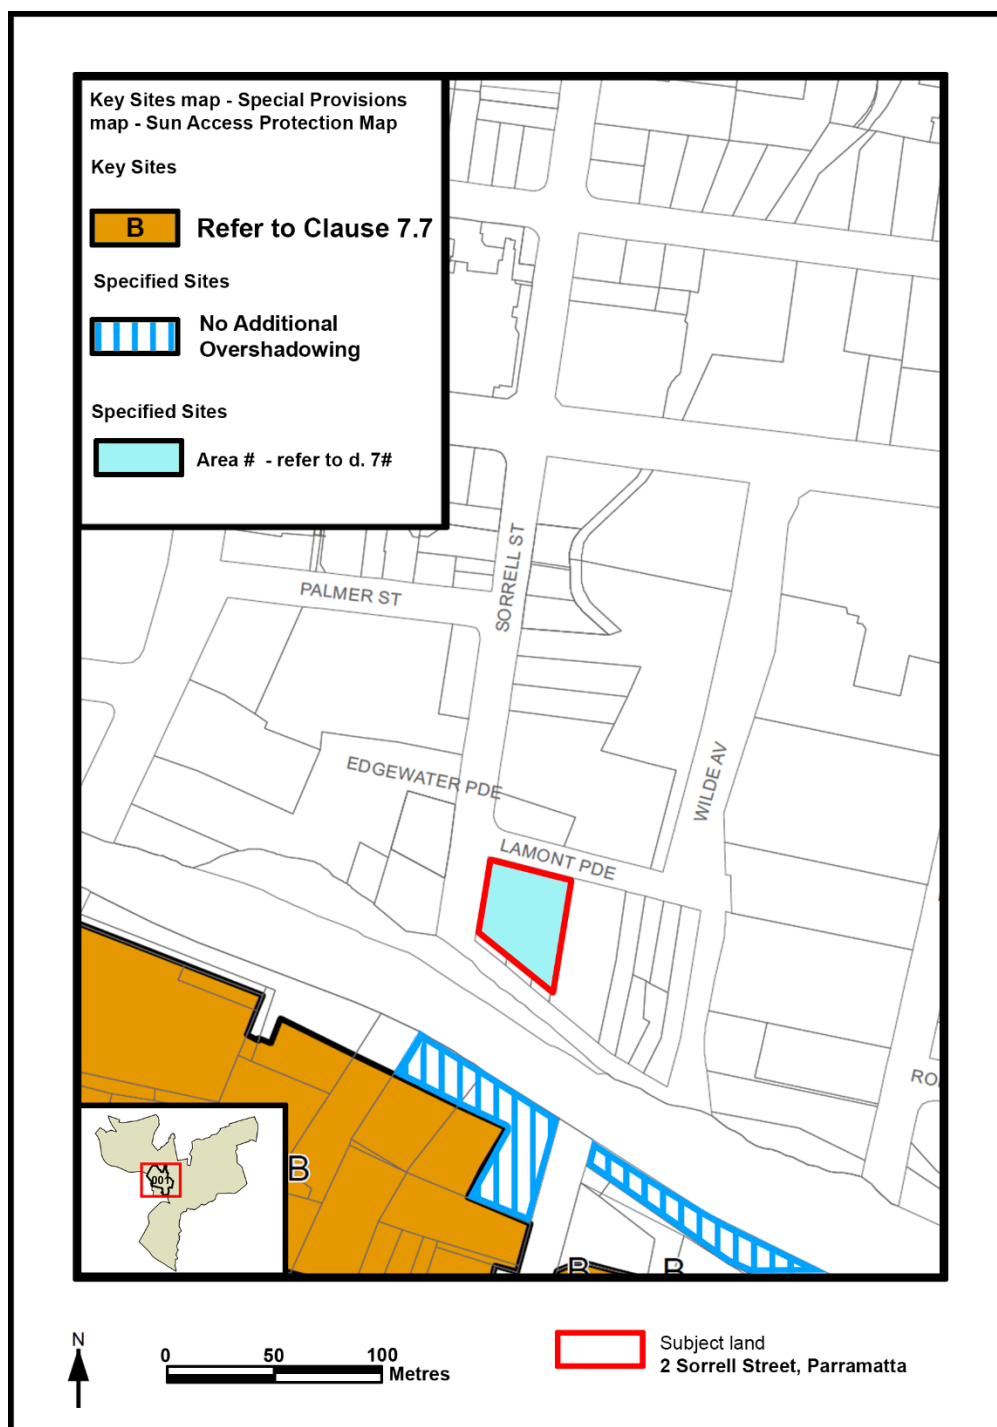 Key Sites map - Special Provisions
map - Sun Access Protection Map
Key Sites
B
Refer to Clause 7.7
Specified Sites
No Additional
Overshadowing
Specified Sites
Area # - refer to d. 7#
SORRELL ST
PALMER ST
EDGEWATER PDE
WILDE AV
LAMONT PDE
B
001
B
B
N
0 50 100
Metres
Subject land
2 Sorrell Street, Parramatta